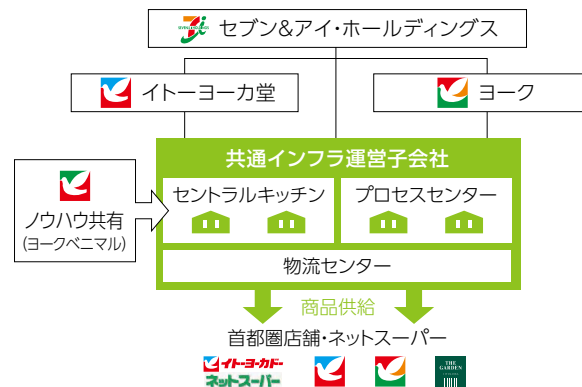 セブン&アイ・ホールディングス
イトーヨーカ堂
ヨーク
共通インフラ運営子会社
セントラルキッチン
プロセスセンター
ノウハウ共有
(ヨークベニマル)
物流センター
商品供給
首都圏店舗・ネットスーパー
イトーヨーカドー
ネットスーパー
THE
GARDEN